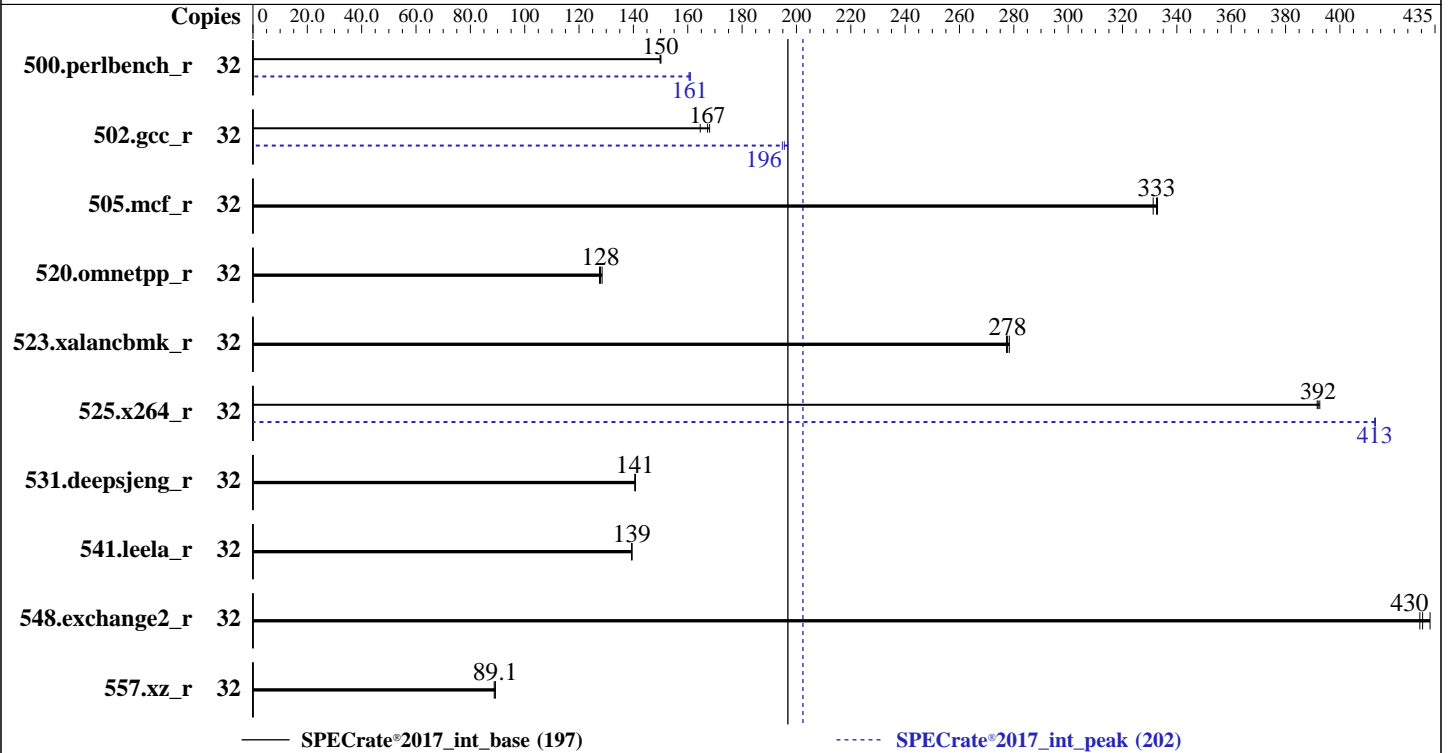 Copies 0 20.0 40.0 60.0 80.0 100 120 140 160 180 200 220 240 260 280 300 320 340 360 380 400 435
500.perlbench_r 32 150
161
502.gcc_r 32 167
196
505.mcf_r 32 333
520.omnetpp_r 32 128
523.xalancbmk_r 32 278
525.x264_r 32 392
413
531.deepsjeng_r 32 141
541.leela_r 32 139
548.exchange2_r 32 430
557.xz_r 32 89.1
SPECrate®2017_int_base (197) SPECrate®2017_int_peak (202)